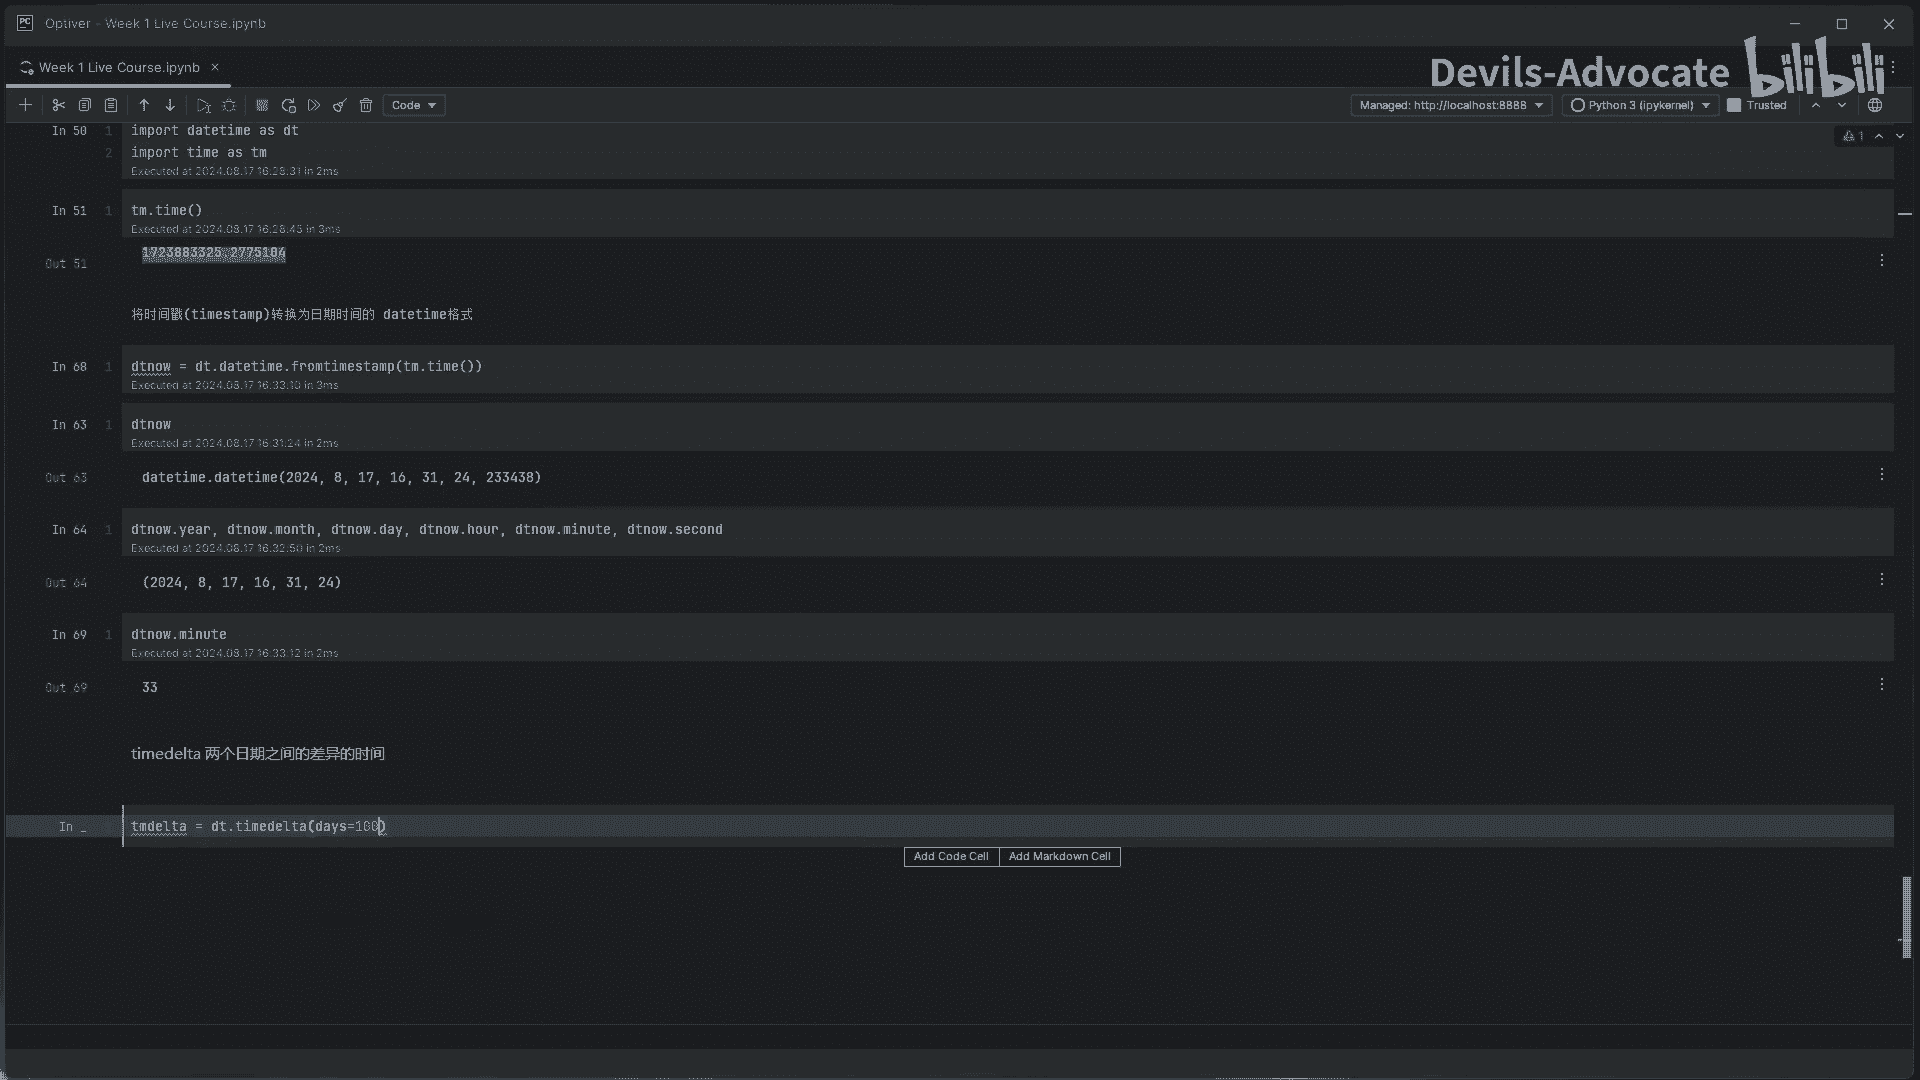 Optiver – Week 1 Live Course.ipynb
Week 1 Live Course.ipynb
Devils-Advocate bilibili
Code
Managed: http://localhost:8888
Python 3 (ipykernel)
Trusted
1
In 50 1 import datetime as dt
2 import time as tm
Executed at 2024.08.17 16:28:31 in 2ms
In 51 1 tm.time()
Executed at 2024.08.17 16:28:45 in 3ms
Out 51 1723883325.2775184
将时间戳(timestamp)转换为日期时间的 datetime格式
In 68 1 dtnow = dt.datetime.fromtimestamp(tm.time())
Executed at 2024.08.17 16:33:10 in 3ms
In 63 1 dtnow
Executed at 2024.08.17 16:31:24 in 2ms
Out 63 datetime.datetime(2024, 8, 17, 16, 31, 24, 233438)
In 64 1 dtnow.year, dtnow.month, dtnow.day, dtnow.hour, dtnow.minute, dtnow.second
Executed at 2024.08.17 16:32:50 in 2ms
Out 64 (2024, 8, 17, 16, 31, 24)
In 69 1 dtnow.minute
Executed at 2024.08.17 16:33:12 in 2ms
Out 69 33
timedelta 两个日期之间的差异的时间
In _ tmdelta = dt.timedelta(days=100)
Add Code Cell Add Markdown Cell